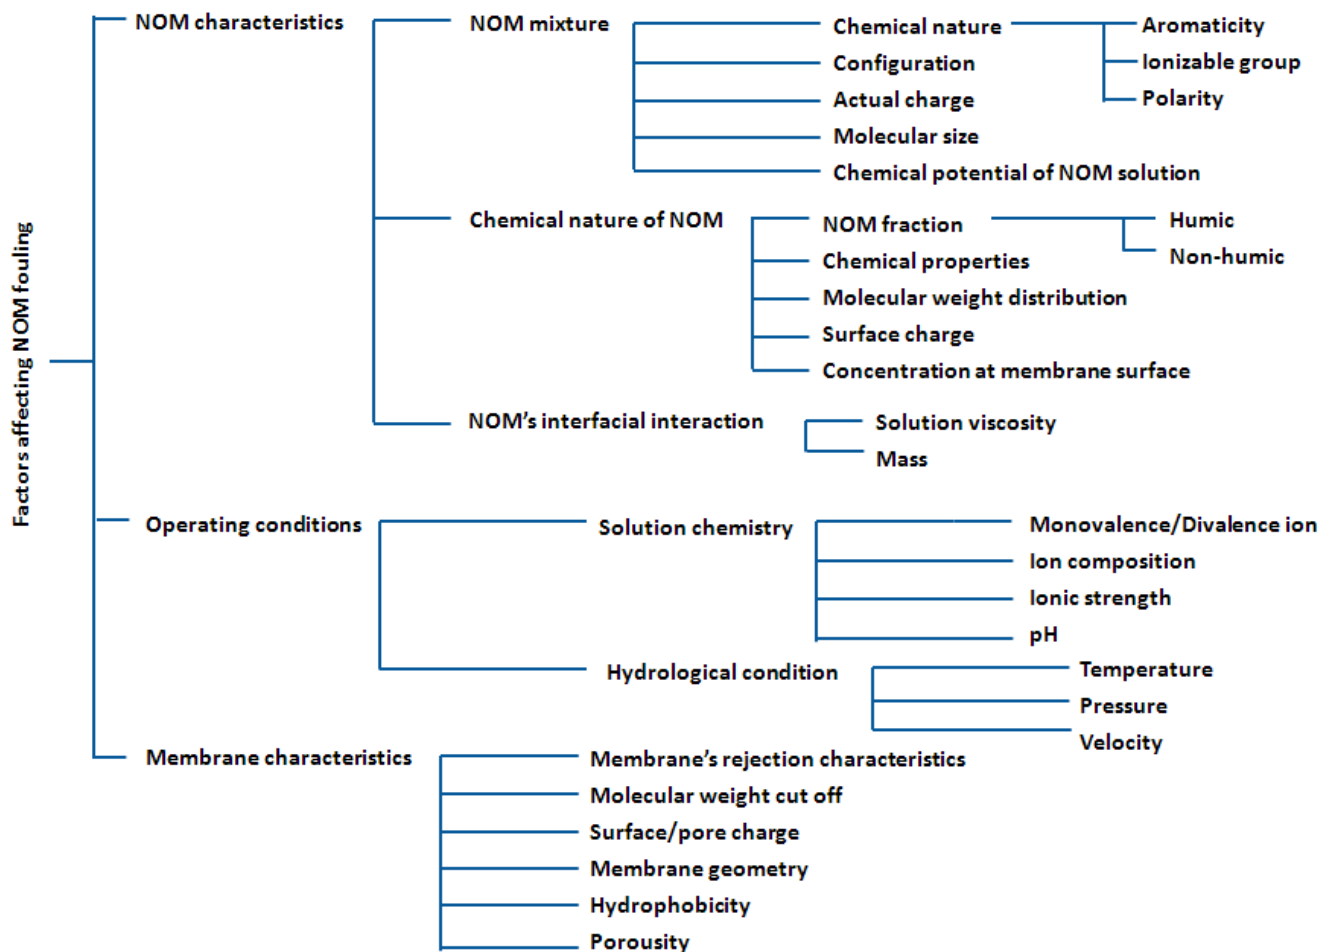 Factors affecting NOM fouling
NOM characteristics
NOM mixture
Chemical nature
Aromaticity
Ionizable group
Polarity
Configuration
Actual charge
Molecular size
Chemical potential of NOM solution
Chemical nature of NOM
NOM fraction
Humic
Non-humic
Chemical properties
Molecular weight distribution
Surface charge
Concentration at membrane surface
NOM’s interfacial interaction
Solution viscosity
Mass
Operating conditions
Solution chemistry
Monovalence/Divalence ion
Ion composition
Ionic strength
pH
Hydrological condition
Temperature
Pressure
Velocity
Membrane characteristics
Membrane’s rejection characteristics
Molecular weight cut off
Surface/pore charge
Membrane geometry
Hydrophobicity
Porousity